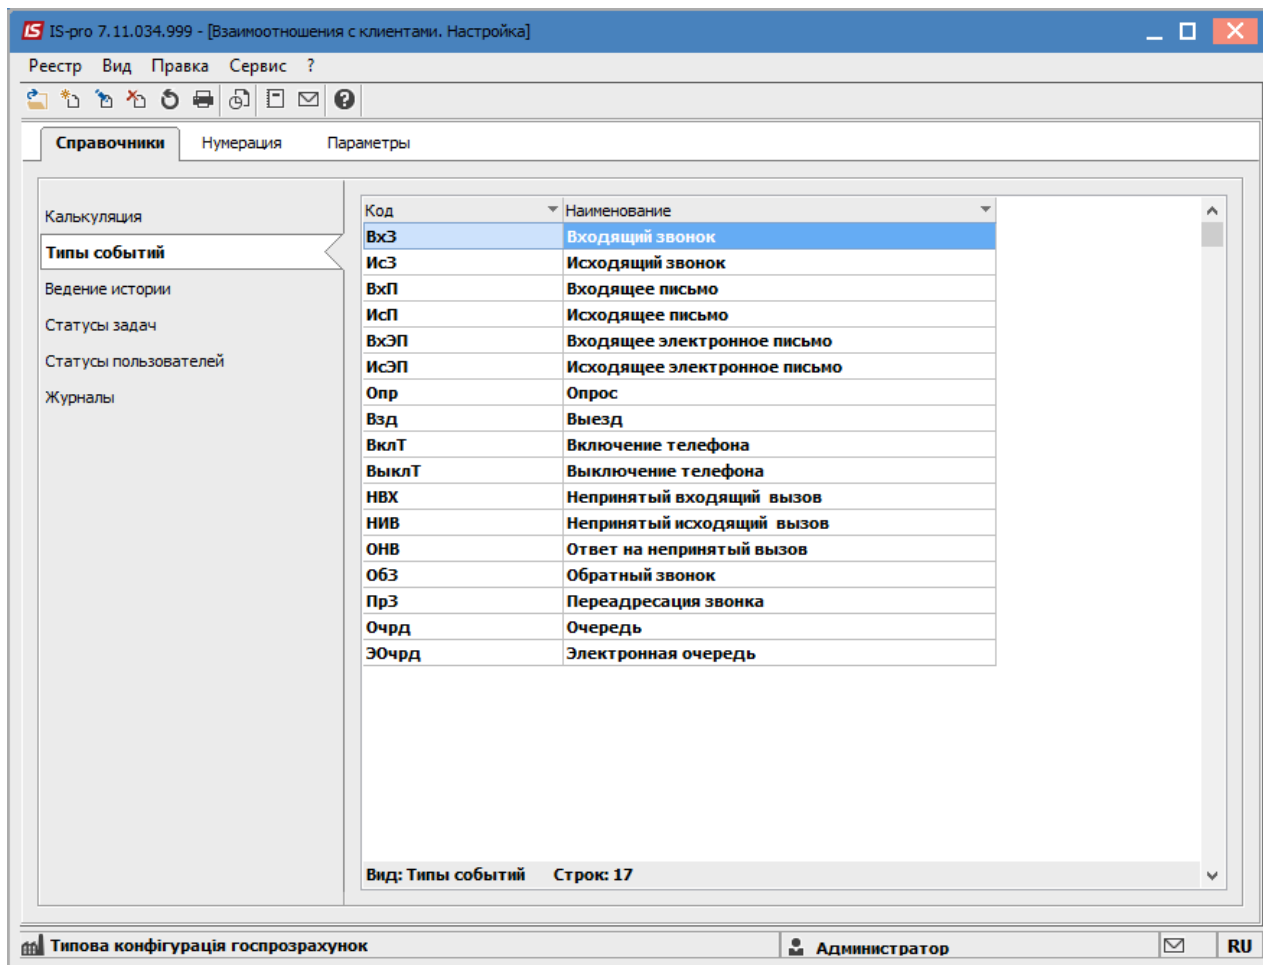 IS IS-pro 7.11.034.999 - [Взаимоотношения с клиентами. Настройка]
Реестр Вид Правка Сервис ?
Справочники Нумерация Параметры
Калькуляция
Типы событий
Ведение истории
Статусы задач
Статусы пользователей
Журналы
Код Наименование
ВхЗ Входящий звонок
ИсЗ Исходящий звонок
ВхП Входящее письмо
ИсП Исходящее письмо
ВхЭП Входящее электронное письмо
ИсЭП Исходящее электронное письмо
Опр Опрос
Взд Выезд
ВклТ Включение телефона
ВыклТ Выключение телефона
НВХ Непринятый входящий  вызов
НИВ Непринятый исходящий  вызов
ОНВ Ответ на непринятый вызов
ОбЗ Обратный звонок
ПрЗ Переадресация звонка
Очрд Очередь
ЭОчрд Электронная очередь
Вид: Типы событий Строк: 17
Типова конфігурація госпрозрахунок Администратор RU